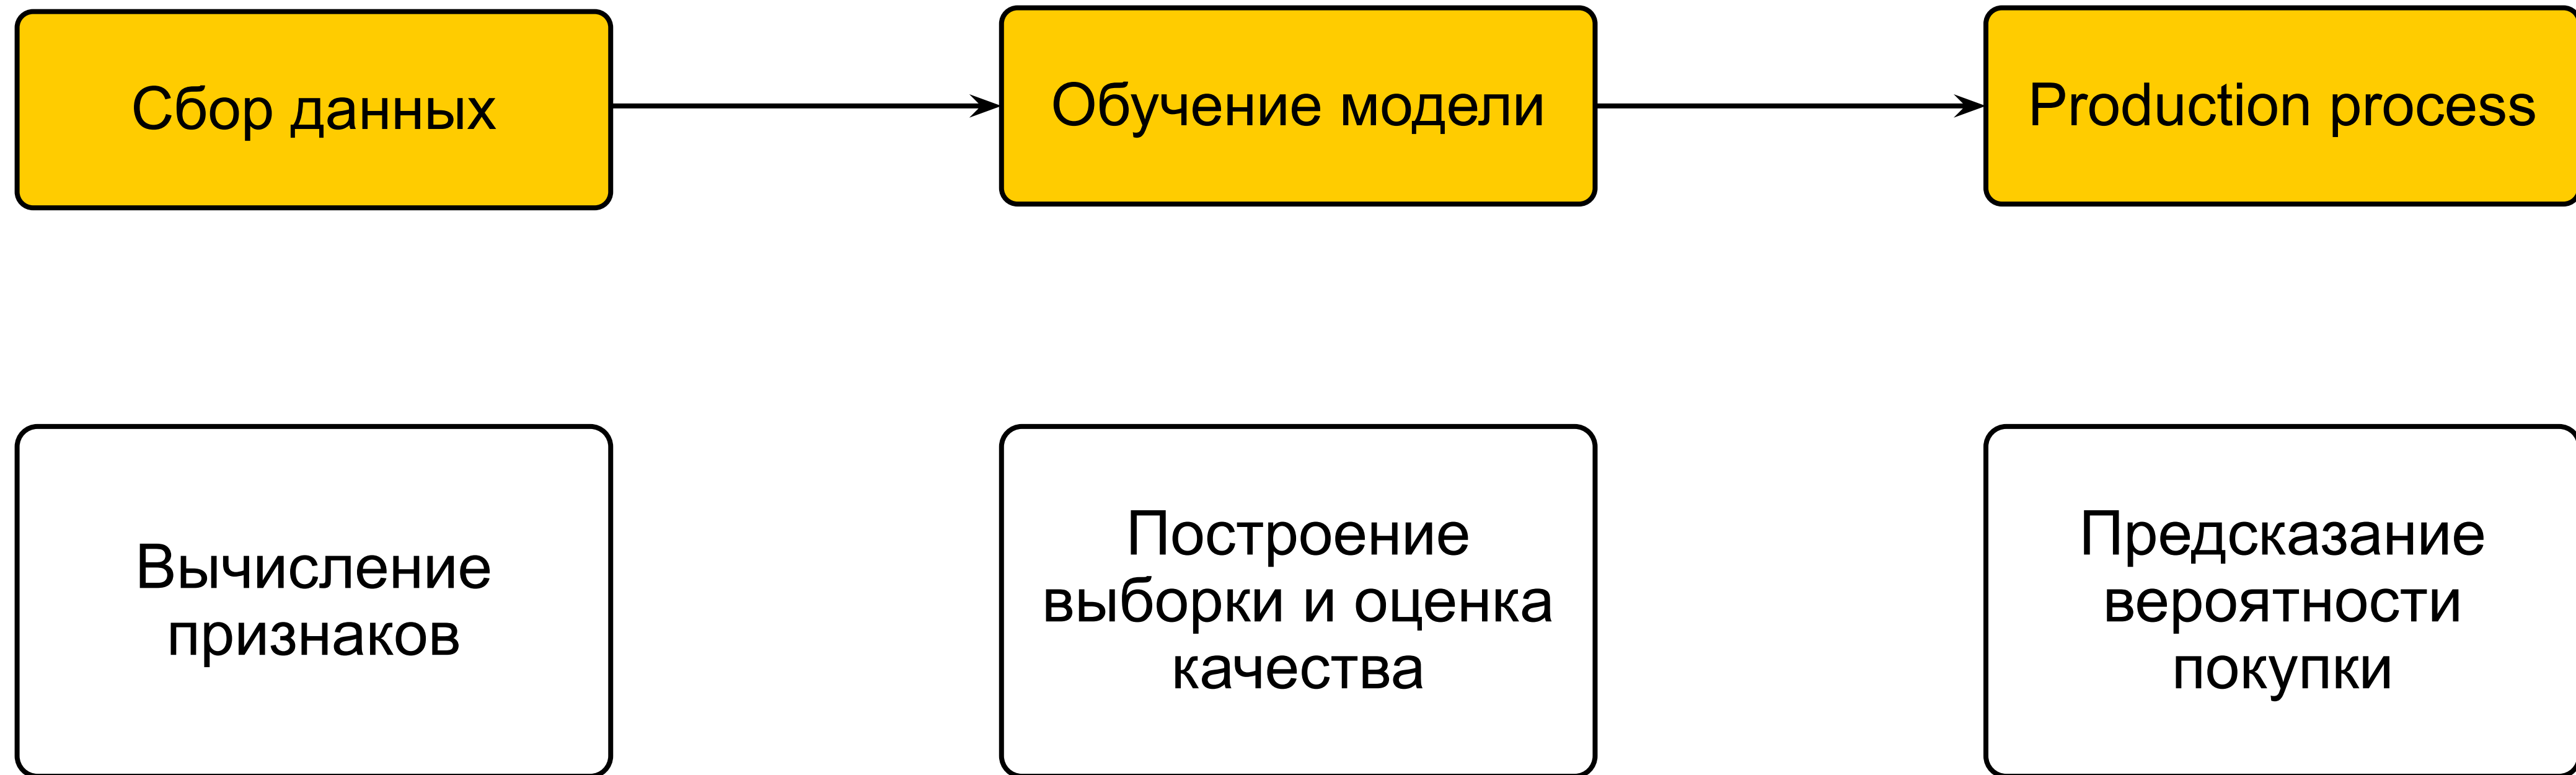 Сбор данных
Обучение модели
Production process
Вычисление
признаков
Построение
выборки и оценка
качества
Предсказание
вероятности
покупки